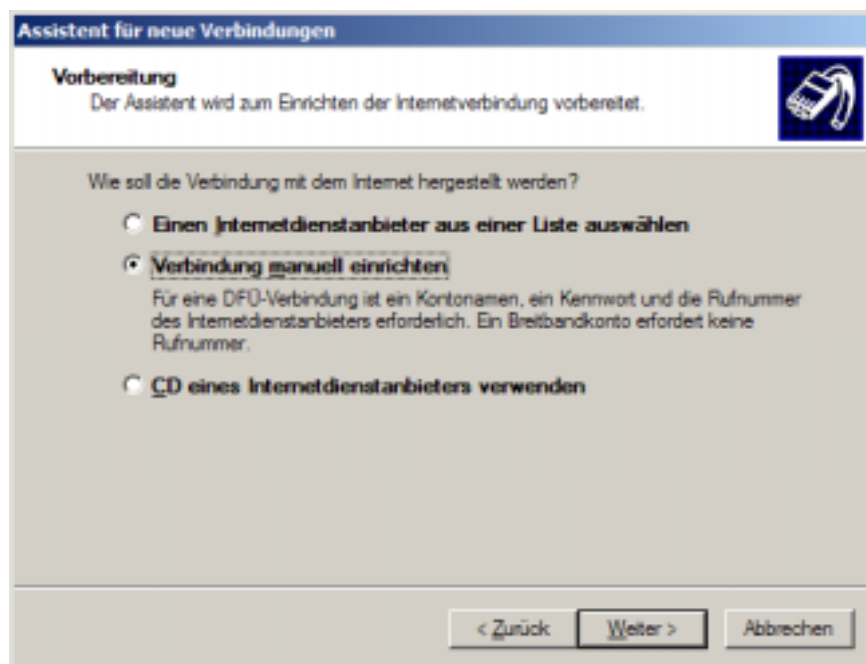 Assistent für neue Verbindungen
Vorbereitung
Der Assistent wird zum Einrichten der Internetverbindung vorbereitet.
Wie soll die Verbindung mit dem Internet hergestellt werden?
Einen Internetdienstanbieter aus einer Liste auswählen
Verbindung manuell einrichten
Für eine DFÜ-Verbindung ist ein Kontonamen, ein Kennwort und die Rufnummer
des Internetdienstanbieters erforderlich. Ein Breitbandkonto erfordert keine
Rufnummer.
CD eines Internetdienstanbieters verwenden
< Zurück
Weiter >
Abbrechen